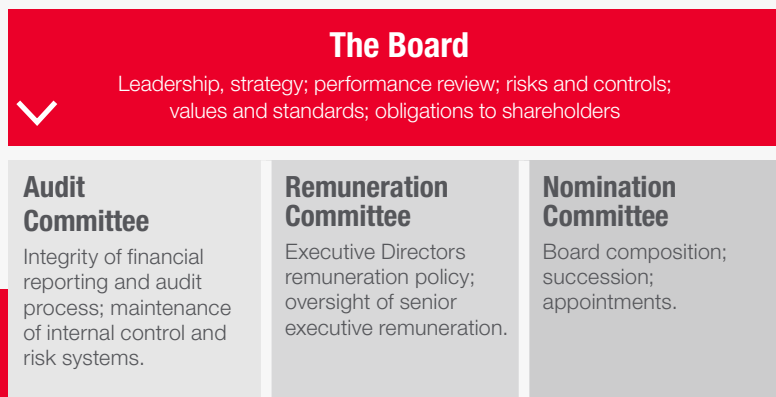 The Board
Leadership, strategy; performance review; risks and controls;
values and standards; obligations to shareholders
Audit
Committee
Integrity of financial
reporting and audit
process; maintenance
of internal control and
risk systems.
Remuneration
Committee
Executive Directors
remuneration policy;
oversight of senior
executive remuneration.
Nomination
Committee
Board composition;
succession;
appointments.